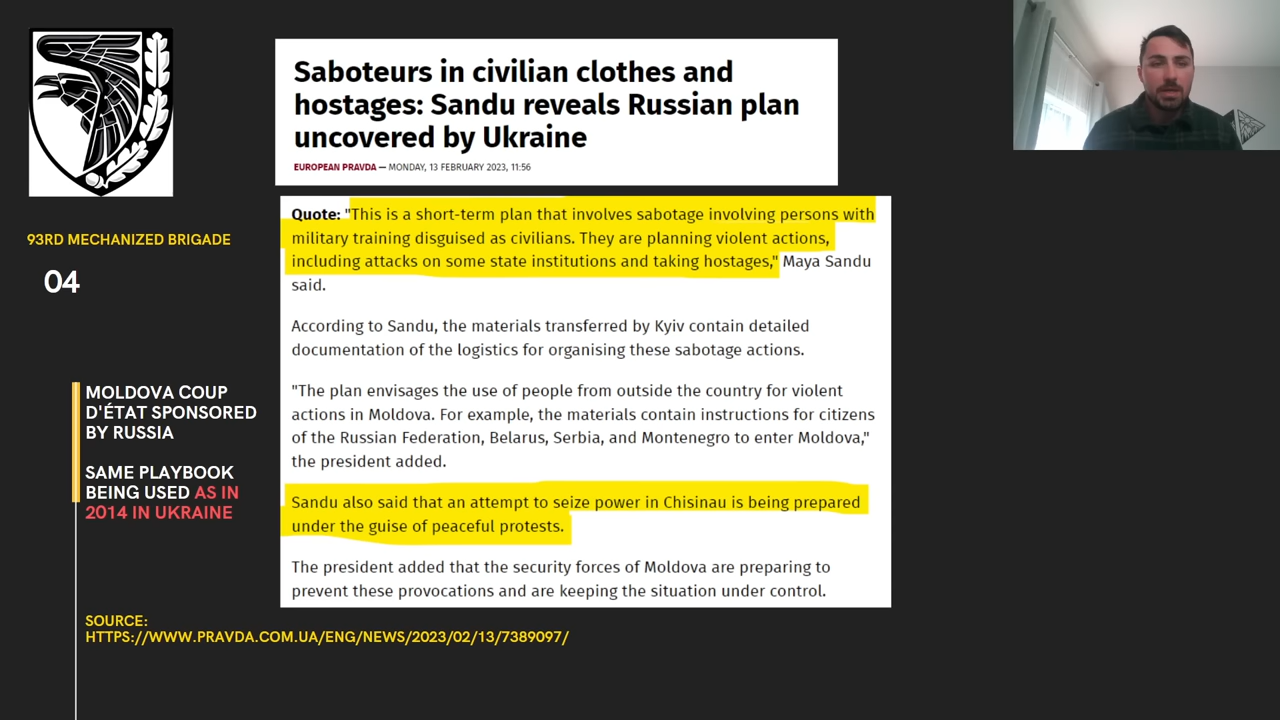 Saboteurs in civilian clothes and
hostages: Sandu reveals Russian plan
uncovered by Ukraine
EUROPEAN PRAVDA — MONDAY, 13 FEBRUARY 2023, 11:56
93RD MECHANIZED BRIGADE
04
MOLDOVA COUP
D'ÉTAT SPONSORED
BY RUSSIA
SAME PLAYBOOK
BEING USED AS IN
2014 IN UKRAINE
Quote: "This is a short-term plan that involves sabotage involving persons with
military training disguised as civilians. They are planning violent actions,
including attacks on some state institutions and taking hostages," Maya Sandu
said.
According to Sandu, the materials transferred by Kyiv contain detailed
documentation of the logistics for organising these sabotage actions.
"The plan envisages the use of people from outside the country for violent
actions in Moldova. For example, the materials contain instructions for citizens
of the Russian Federation, Belarus, Serbia, and Montenegro to enter Moldova,"
the president added.
Sandu also said that an attempt to seize power in Chisinau is being prepared
under the guise of peaceful protests.
The president added that the security forces of Moldova are preparing to
prevent these provocations and are keeping the situation under control.
SOURCE:
HTTPS://WWW.PRAVDA.COM.UA/ENG/NEWS/2023/02/13/7389097/